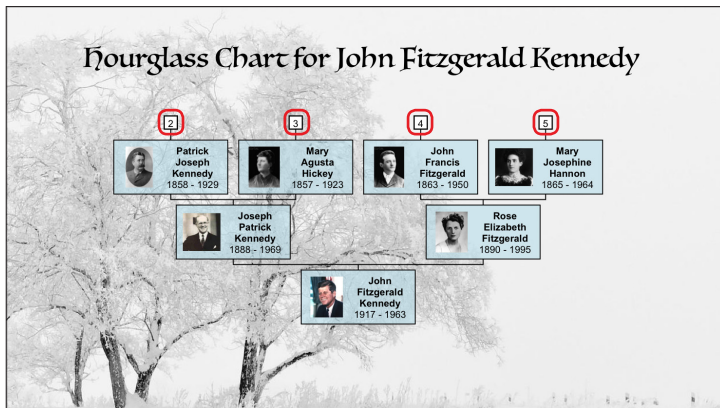 Hourglass Chart for John Fitzgerald Kennedy
2
3
4
5
Patrick
Joseph
Kennedy
1858 - 1929
Mary
Agusta
Hickey
1857 - 1923
John
Francis
Fitzgerald
1863 - 1950
Mary
Josephine
Hannon
1865 - 1964
Joseph
Patrick
Kennedy
1888 - 1969
Rose
Elizabeth
Fitzgerald
1890 - 1995
John
Fitzgerald
Kennedy
1917 - 1963